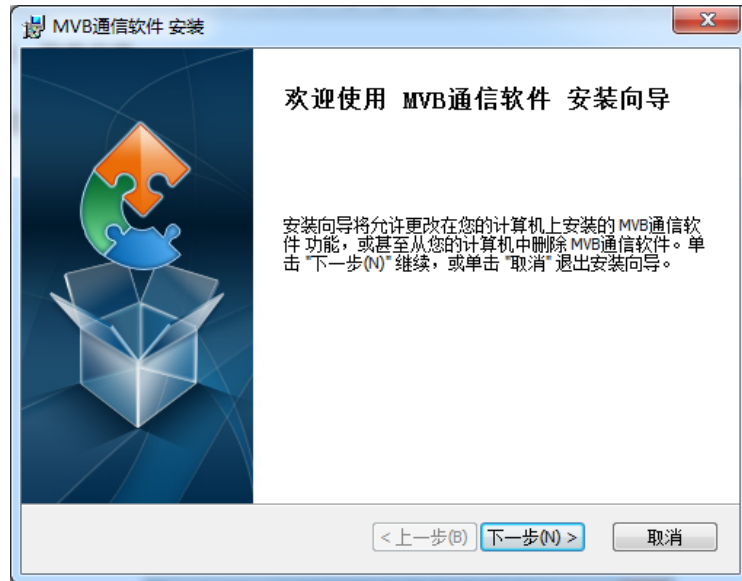 MVB通信软件 安装
欢迎使用 MVB通信软件 安装向导
安装向导将允许更改在您的计算机上安装的 MVB通信软
件 功能，或甚至从您的计算机中删除 MVB通信软件。单
击 "下一步(N)" 继续，或单击 "取消" 退出安装向导。
< 上一步(B) 下一步(N) > 取消